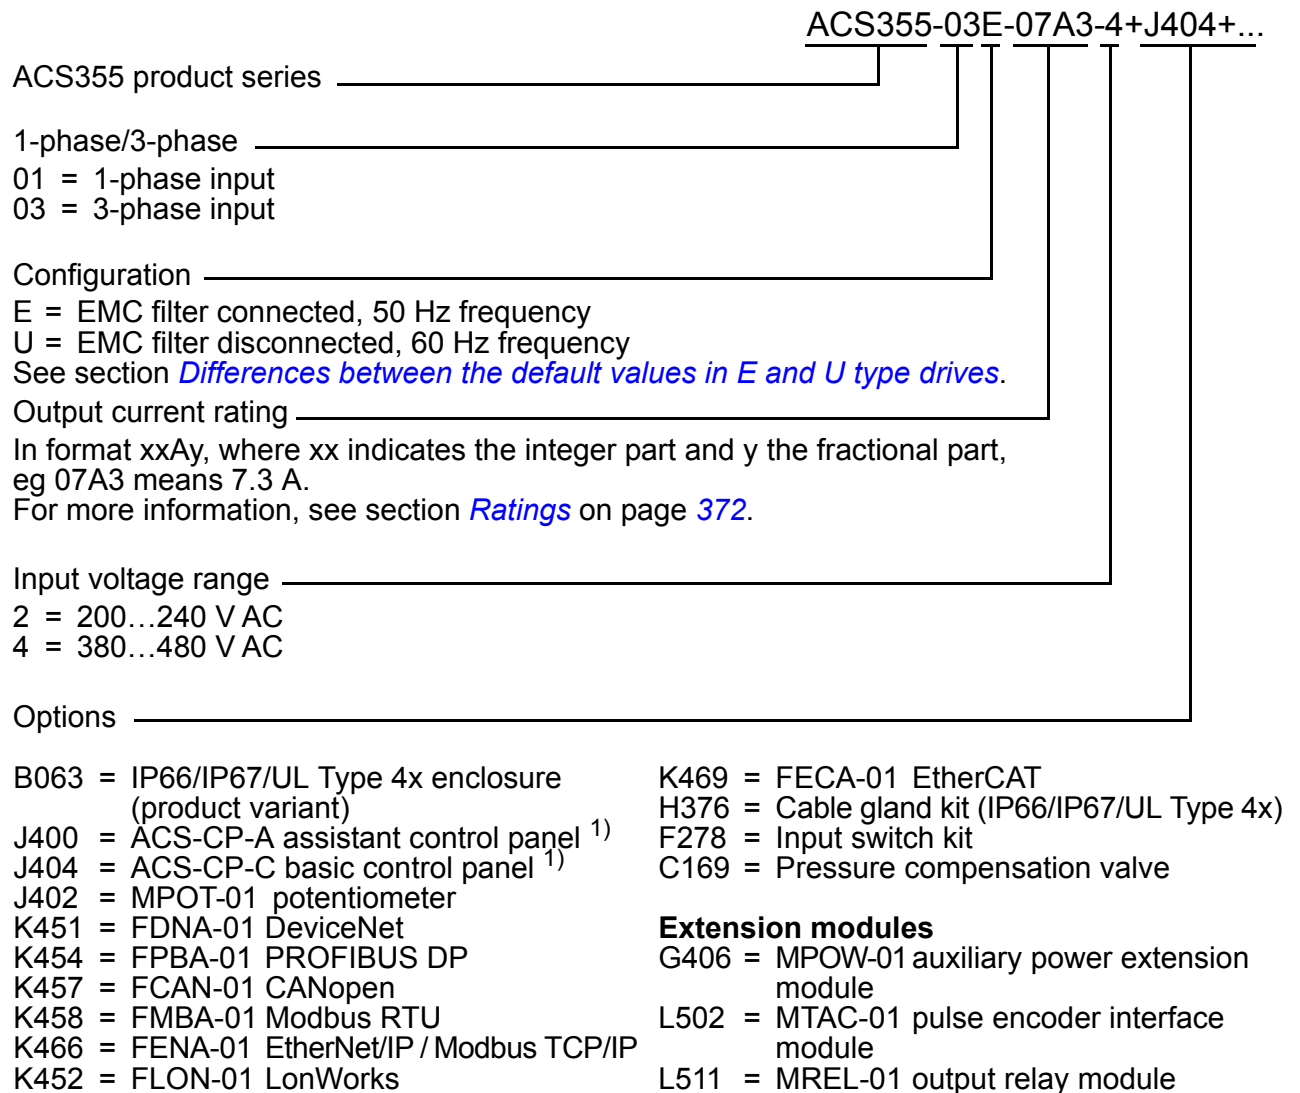 ACS355-03E-07A3-4+J404+...
ACS355 product series
1-phase/3-phase
01 = 1-phase input
03 = 3-phase input
Configuration
E = EMC filter connected, 50 Hz frequency
U = EMC filter disconnected, 60 Hz frequency
See section Differences between the default values in E and U type drives.
Output current rating
In format xxAy, where xx indicates the integer part and y the fractional part,
eg 07A3 means 7.3 A.
For more information, see section Ratings on page 372.
Input voltage range
2 = 200…240 V AC
4 = 380…480 V AC
Options
B063 = IP66/IP67/UL Type 4x enclosure
(product variant)
J400 = ACS-CP-A assistant control panel 1)
J404 = ACS-CP-C basic control panel 1)
J402 = MPOT-01 potentiometer
K451 = FDNA-01 DeviceNet
K454 = FPBA-01 PROFIBUS DP
K457 = FCAN-01 CANopen
K458 = FMBA-01 Modbus RTU
K466 = FENA-01 EtherNet/IP / Modbus TCP/IP
K452 = FLON-01 LonWorks
K469 = FECA-01 EtherCAT
H376 = Cable gland kit (IP66/IP67/UL Type 4x)
F278 = Input switch kit
C169 = Pressure compensation valve
Extension modules
G406 = MPOW-01 auxiliary power extension
module
L502 = MTAC-01 pulse encoder interface
module
L511 = MREL-01 output relay module